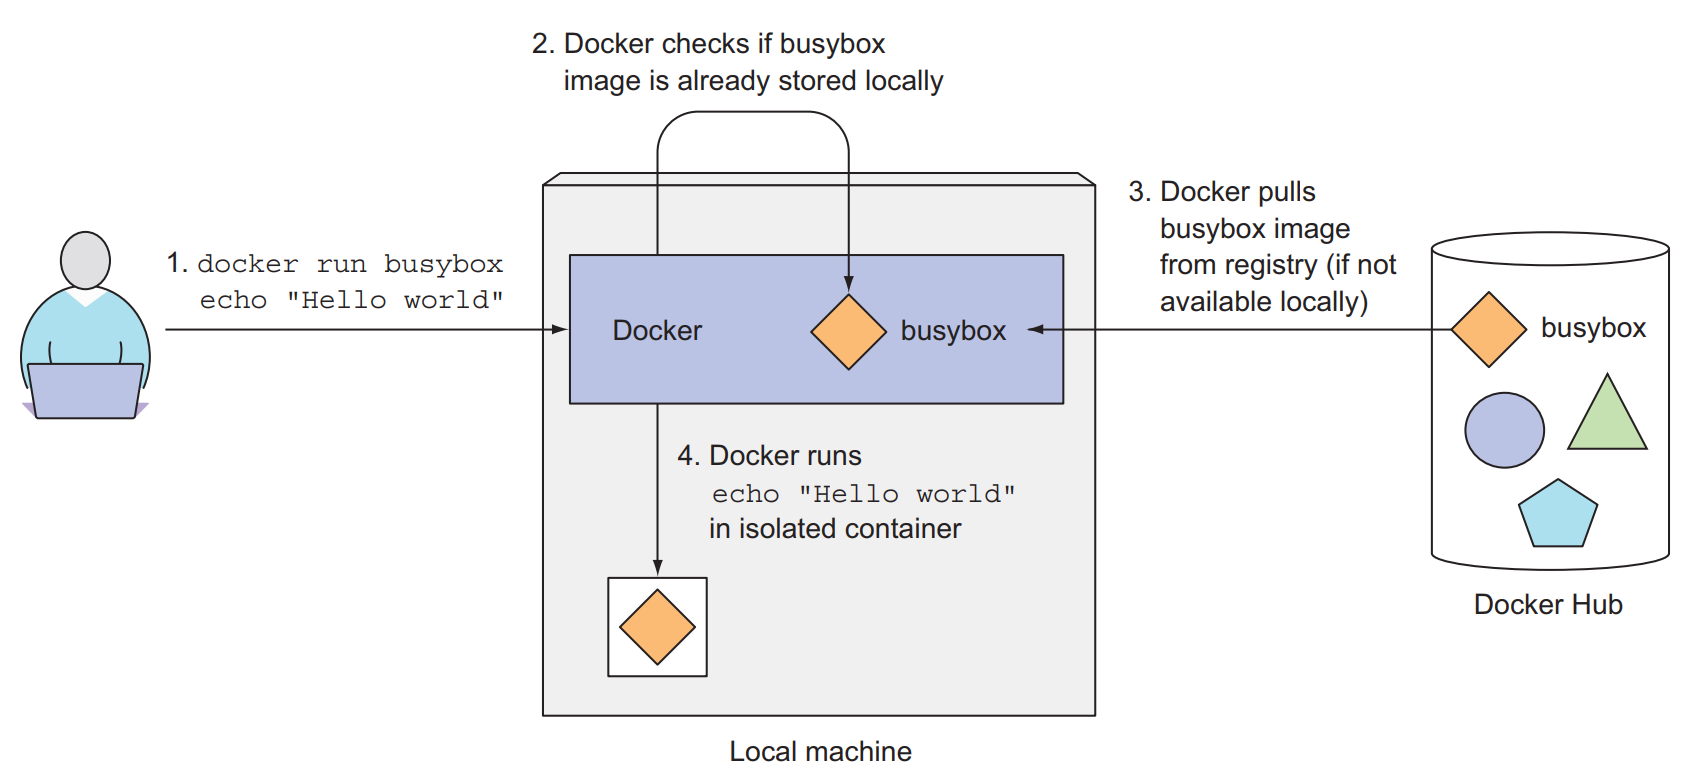 2. Docker checks if busybox
image is already stored locally
1. docker run busybox
echo "Hello world"
3. Docker pulls
busybox image
from registry (if not
available locally)
Docker
busybox
busybox
4. Docker runs
echo "Hello world"
in isolated container
Docker Hub
Local machine